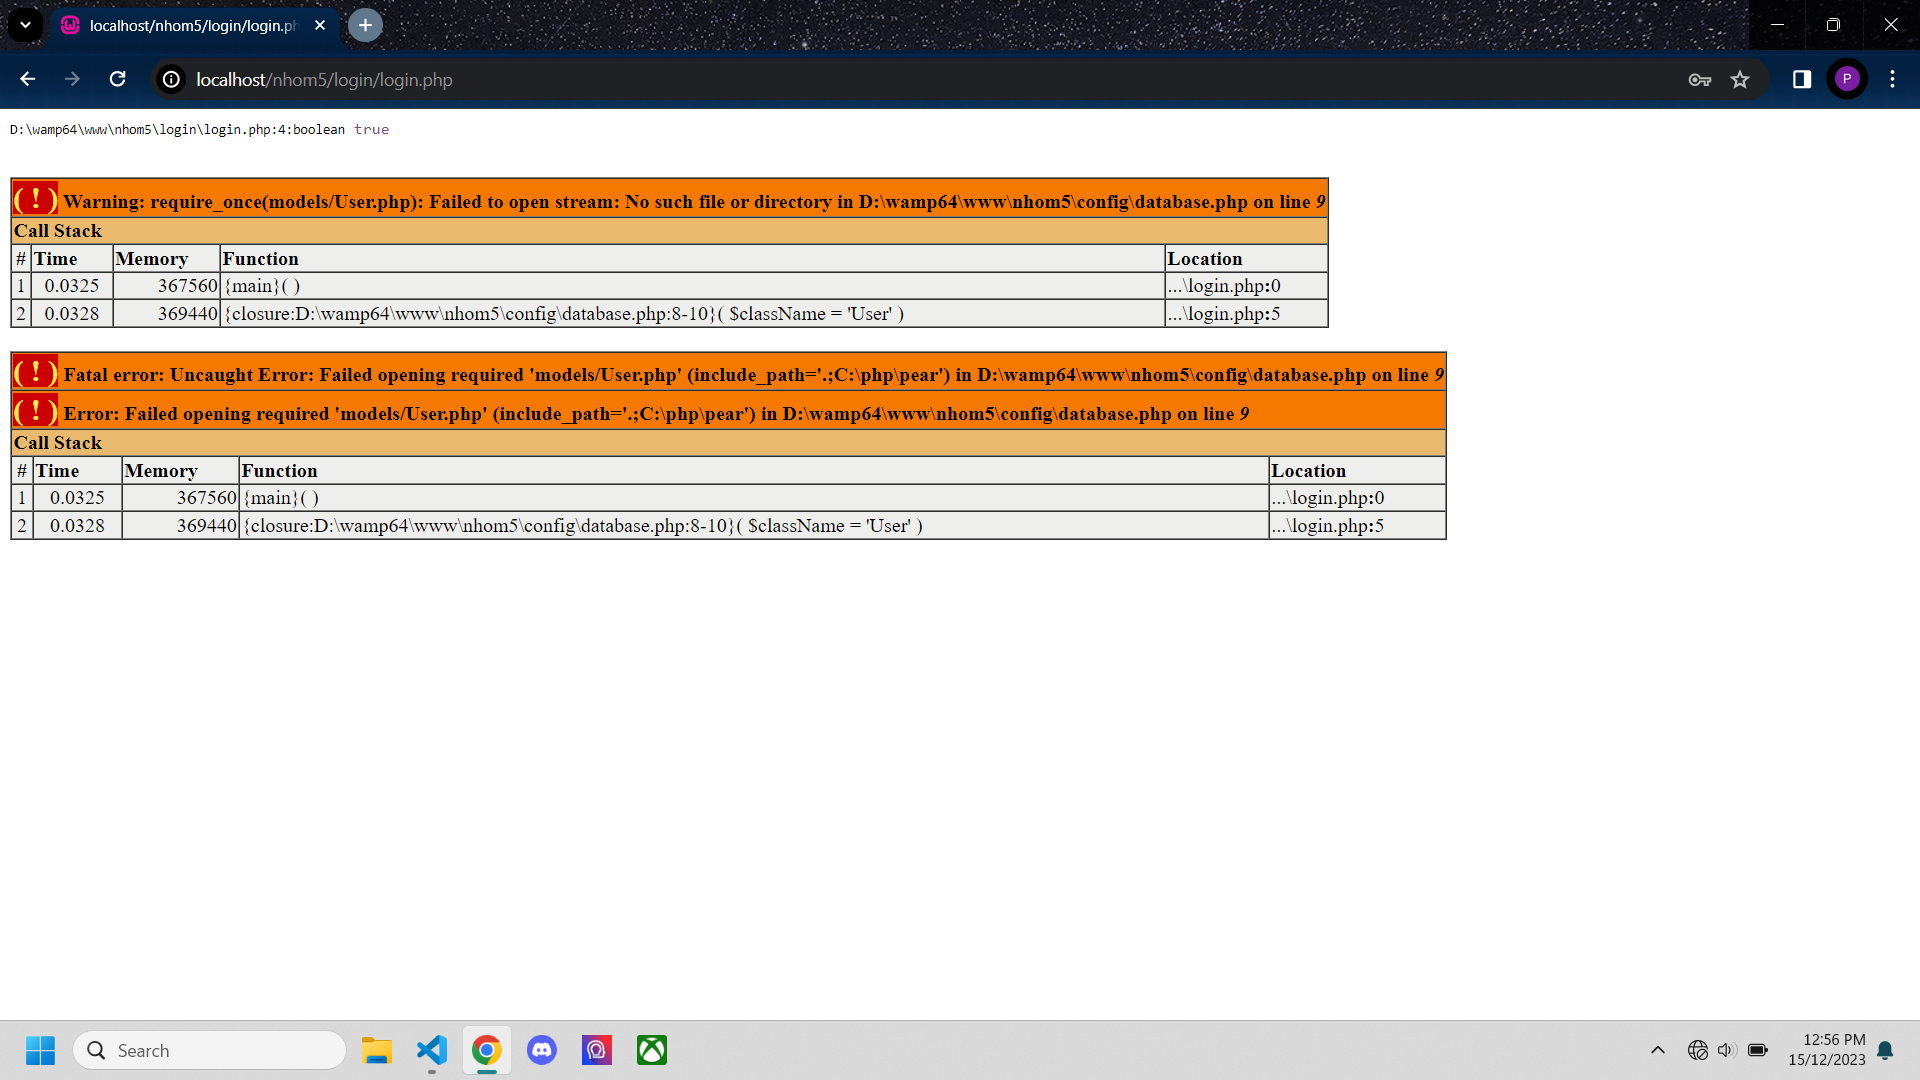 localhost/nhom5/login/login.ph
localhost/nhom5/login/login.php
P
D:\wamp64\www\nhom5\login\login.php:4:boolean true
( ! ) Warning: require_once(models/User.php): Failed to open stream: No such file or directory in D:\wamp64\www\nhom5\config\database.php on line 9
Call Stack
# Time Memory Function Location
1 0.0325 367560 {main}( ) ...\login.php:0
2 0.0328 369440 {closure:D:\wamp64\www\nhom5\config\database.php:8-10}( $className = 'User' ) ...\login.php:5
( ! ) Fatal error: Uncaught Error: Failed opening required 'models/User.php' (include_path='.;C:\php\pear') in D:\wamp64\www\nhom5\config\database.php on line 9
( ! ) Error: Failed opening required 'models/User.php' (include_path='.;C:\php\pear') in D:\wamp64\www\nhom5\config\database.php on line 9
Call Stack
# Time Memory Function Location
1 0.0325 367560 {main}( ) ...\login.php:0
2 0.0328 369440 {closure:D:\wamp64\www\nhom5\config\database.php:8-10}( $className = 'User' ) ...\login.php:5
Search
12:56 PM
15/12/2023